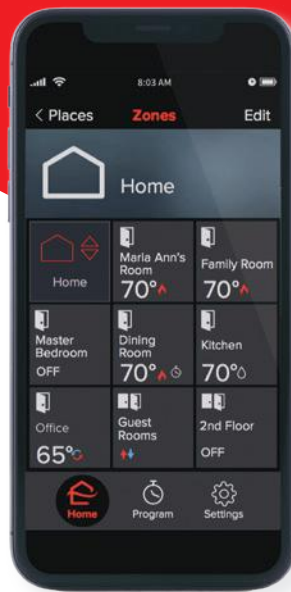 8:03 AM
< Places Zones Edit
Home
Home
Maria Ann's
Room
70°
Family Room
70°
Master
Bedroom
OFF
Dining
Room
70°
Kitchen
70°
Office
65°
Guest
Rooms
2nd Floor
OFF
Home Program Settings